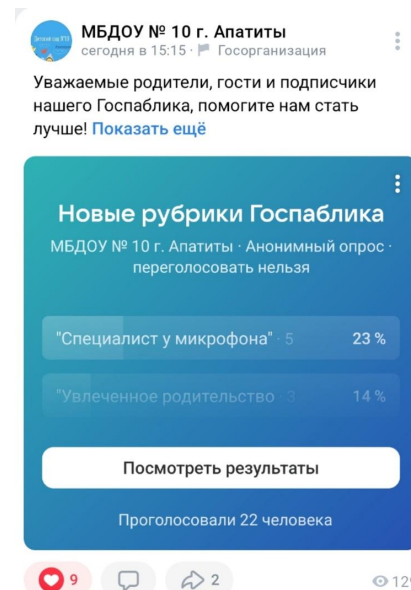 МБДОУ № 10 г. Апатиты
сегодня в 15:15 · Госорганизация
Уважаемые родители, гости и подписчики
нашего Госпаблика, помогите нам стать
лучше! Показать ещё
Новые рубрики Госпаблика
МБДОУ № 10 г. Апатиты · Анонимный опрос ·
переголосовать нельзя
"Специалист у микрофона" · 5 23 %
"Увлеченное родительство · 3 14 %
Посмотреть результаты
Проголосовали 22 человека
9 2 129